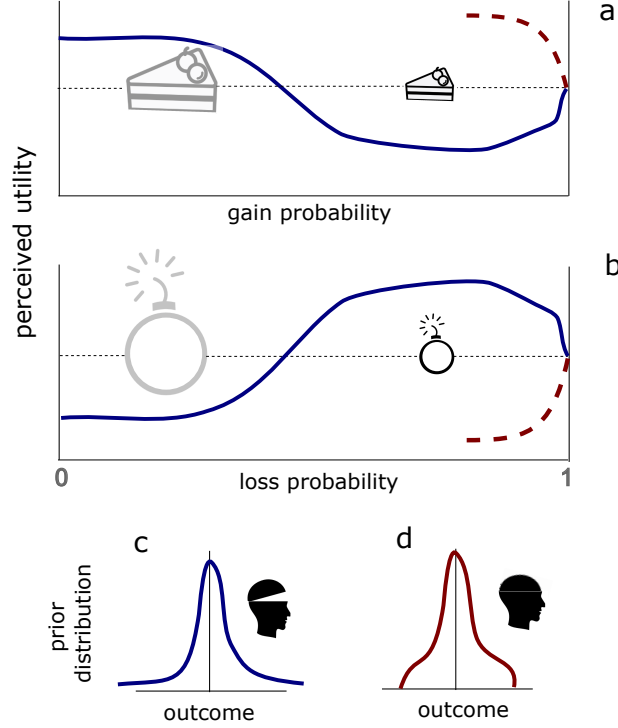 a
perceived utility
gain probability
b
0
loss probability
1
c
d
prior
distribution
outcome
outcome